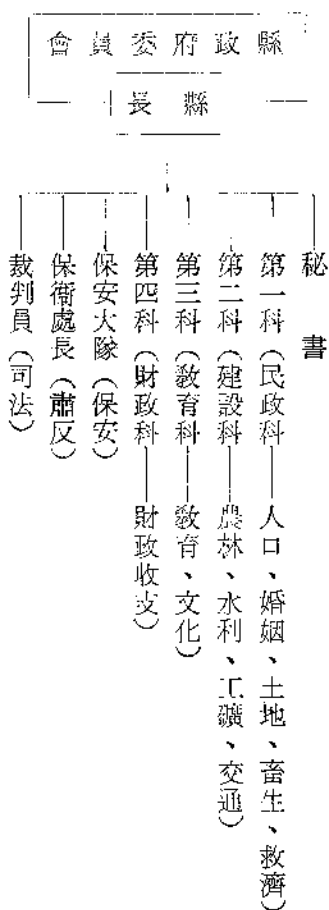 縣政府委員會
縣長
秘書
第一科（民政科——人口、婚姻、土地、畜生、救濟）
第二科（建設科——農林、水利、工礦、交通）
第三科（教育科——教育、文化）
第四科（財政科——財政收支）
保安大隊（保安）
保衛處長（肅反）
裁判員（司法）